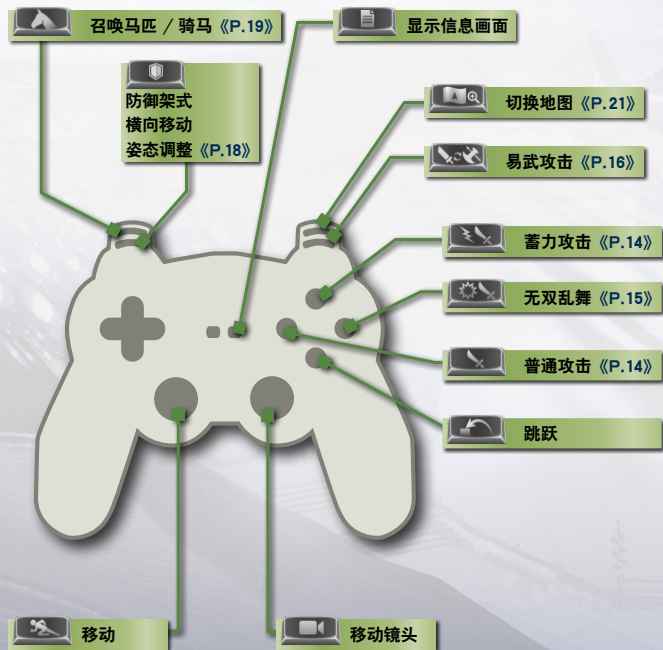 召唤马匹 / 骑马《P.19》
显示信息画面
防御架式
横向移动
姿态调整《P.18》
切换地图《P.21》
易武攻击《P.16》
蓄力攻击《P.14》
无双乱舞《P.15》
普通攻击《P.14》
跳跃
移动
移动镜头